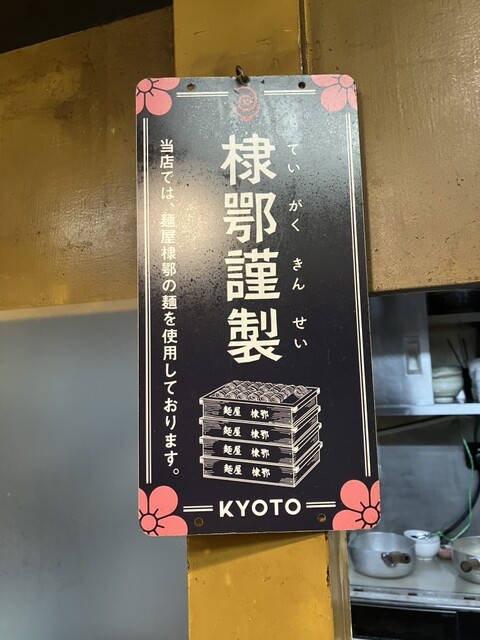 棣鄂謹製
ていがく きん せい
当店では、麺屋棣鄂の麺を使用しております。
麺屋 棣鄂
麺屋 棣鄂
麺屋 棣鄂
麺屋 棣鄂
KYOTO